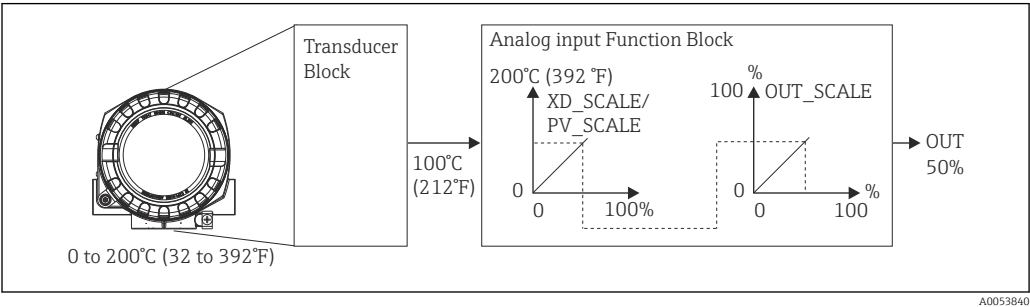 Transducer
Block
Analog input Function Block
200°C (392 °F)
XD_SCALE/
PV_SCALE
0
0
100%
%
100
OUT_SCALE
0
0
100
%
100°C
(212°F)
OUT
50%
0 to 200°C (32 to 392°F)
A0053840